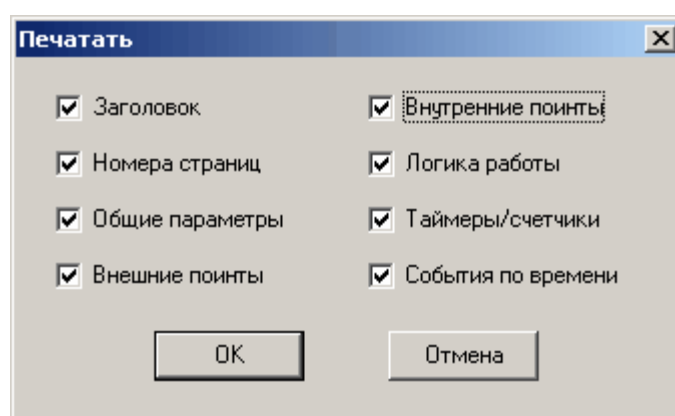 Печатать
Заголовок
Номера страниц
Общие параметры
Внешние поинты
Внутренние поинты
Логика работы
Таймеры/счетчики
События по времени
OK
Отмена